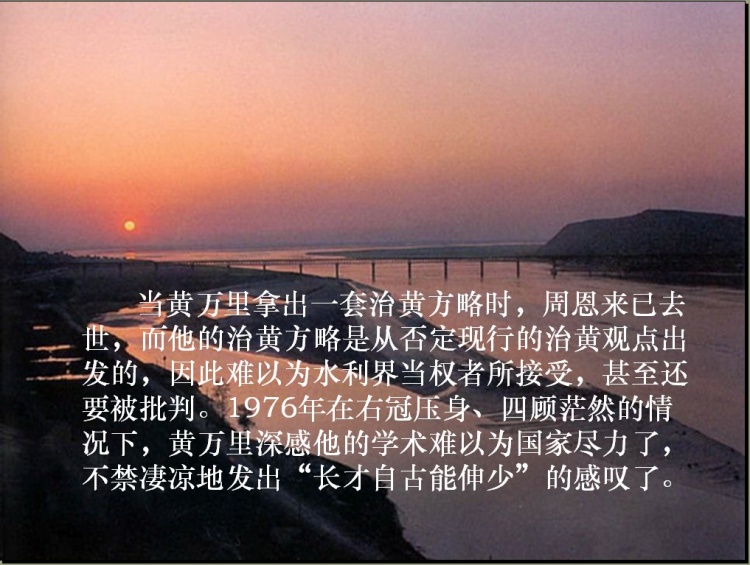 当黄万里拿出一套治黄方略时，周恩来已去
世，而他的治黄方略是从否定现行的治黄观点出
发的，因此难以为水利界当权者所接受，甚至还
要被批判。1976年在右冠压身、四顾茫然的情
况下，黄万里深感他的学术难以为国家尽力了，
不禁凄凉地发出“长才自古能伸少”的感叹了。